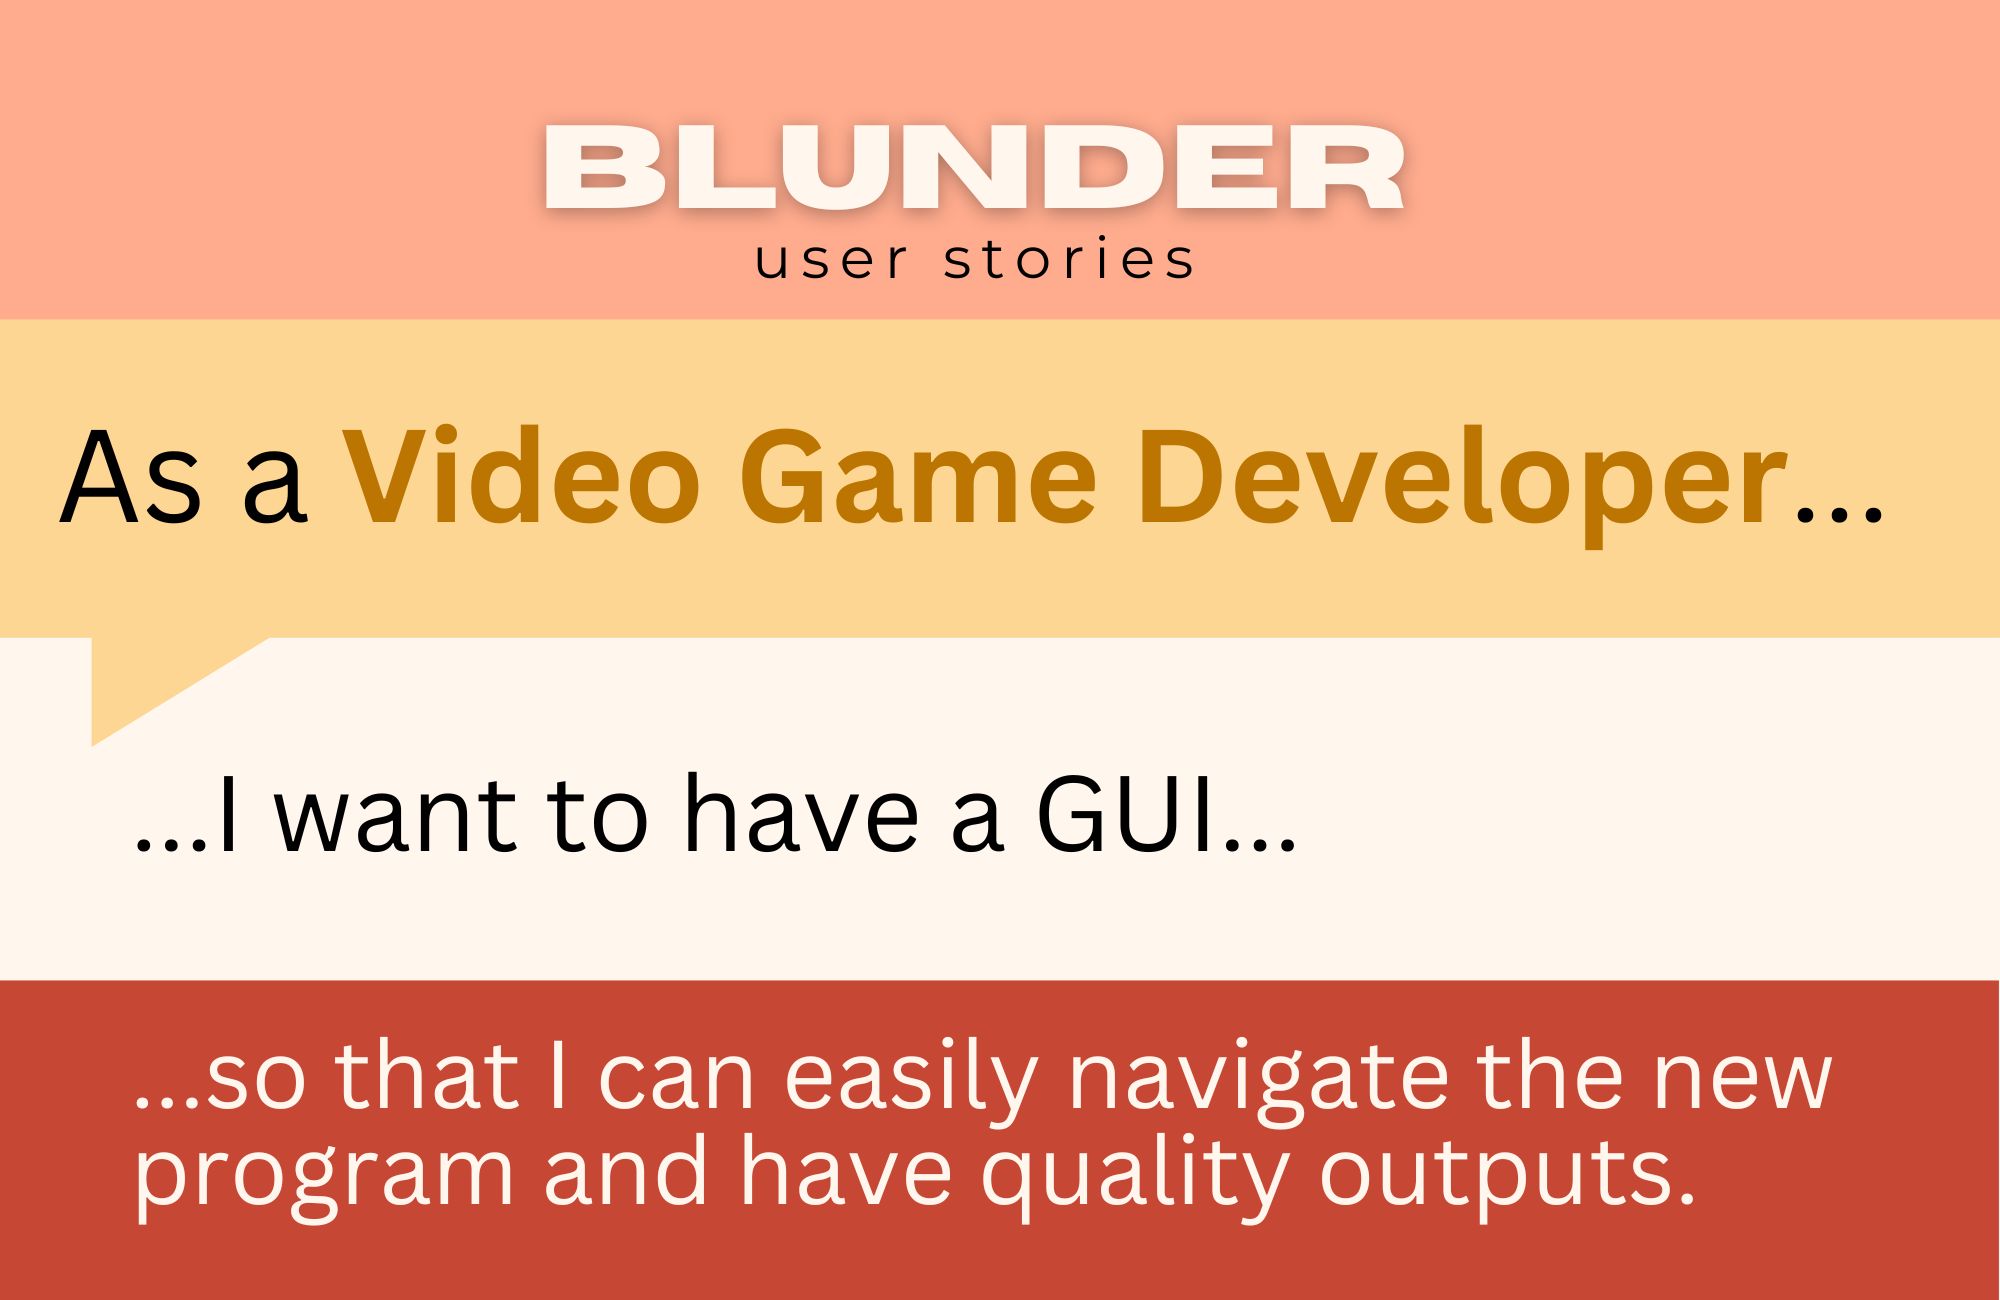 BLUNDER
user stories
As a Video Game Developer...
...I want to have a GUI...
...so that I can easily navigate the new
program and have quality outputs.